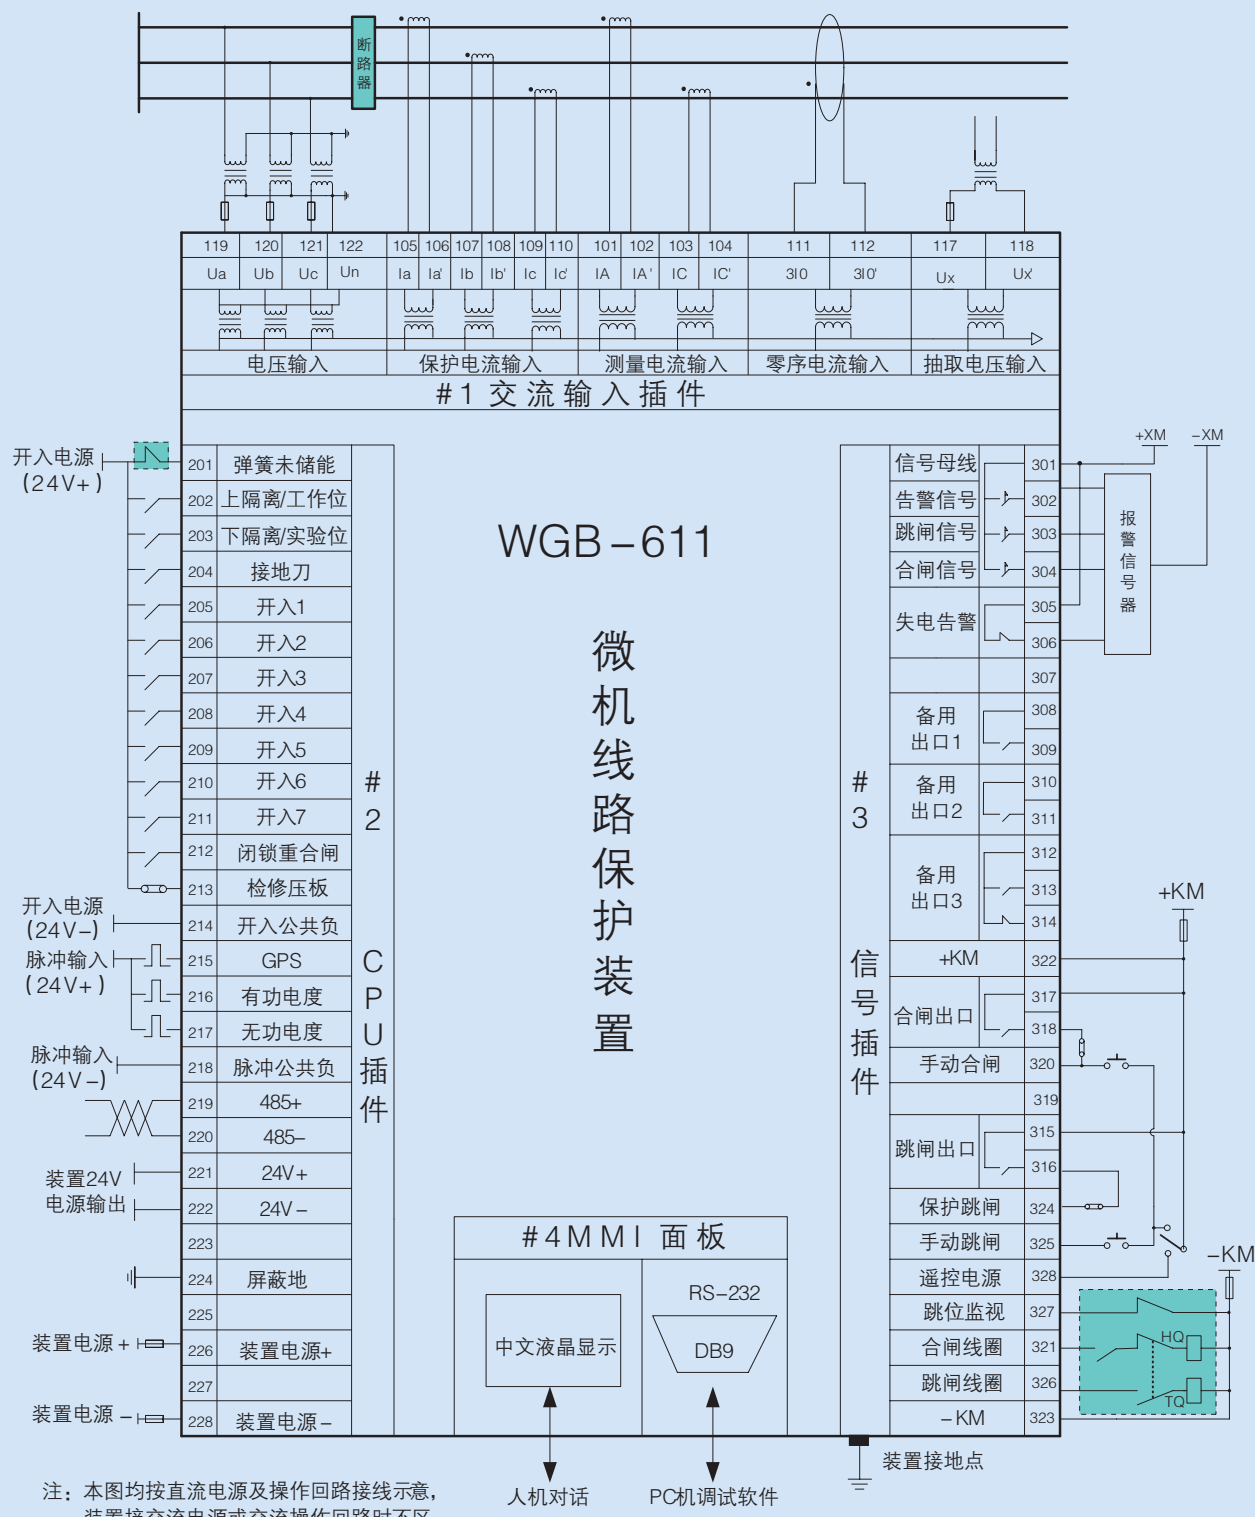 断路器
119 120 121 122 105 106 107 108 109 110 101 102 103 104 111 112 117 118
Ua Ub Uc Un Ia Ia' Ib Ib' Ic Ic' IA IA' IC IC' 3I0 3I0' Ux Ux'
电压输入 保护电流输入 测量电流输入 零序电流输入 抽取电压输入
#1交流输入插件
开入电源
(24V+)
201 弹簧未储能
202 上隔离/工作位
203 下隔离/实验位
204 接地刀
205 开入1
206 开入2
207 开入3
208 开入4
209 开入5
210 开入6
211 开入7
212 闭锁重合闸
213 检修压板
开入电源
(24V-)
214 开入公共负
脉冲输入
(24V+)
215 GPS
216 有功电度
217 无功电度
脉冲输入
(24V-)
218 脉冲公共负
219 485+
220 485-
装置24V
电源输出
221 24V+
222 24V-
223
224 屏蔽地
225
装置电源+
226 装置电源+
227
装置电源-
228 装置电源-
#2 CPU插件
WGB-611
微机线路保护装置
#4MMI面板
中文液晶显示
RS-232
DB9
人机对话
PC机调试软件
#3 信号插件
+XM -XM
信号母线 301
告警信号 302
跳闸信号 303
合闸信号 304
失电告警 305
306
307
报警信号器
备用
出口1
308
309
备用
出口2
310
311
备用
出口3
312
313
314
+KM
+KM 322
合闸出口 317
318
手动合闸 320
319
跳闸出口 315
316
保护跳闸 324
手动跳闸 325
遥控电源 328
-KM
跳位监视 327
合闸线圈 321
HQ
跳闸线圈 326
TQ
-KM 323
装置接地点
注：本图均按直流电源及操作回路接线示意，
装置接交流电源或交流操作回路时不区